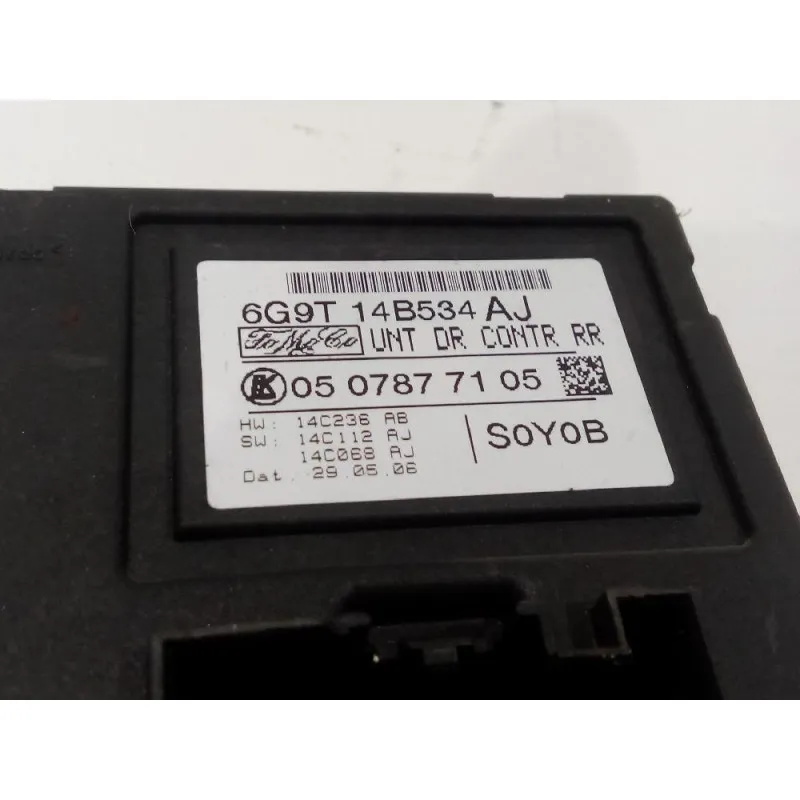 6G9T 14B534 AJ
FoMoCo UNT DR CONTR RR
05 0787 71 05
HW: 14C236 AB
SW: 14C112 AJ
14C068 AJ
Dat. 29.05.06
S0Y0B